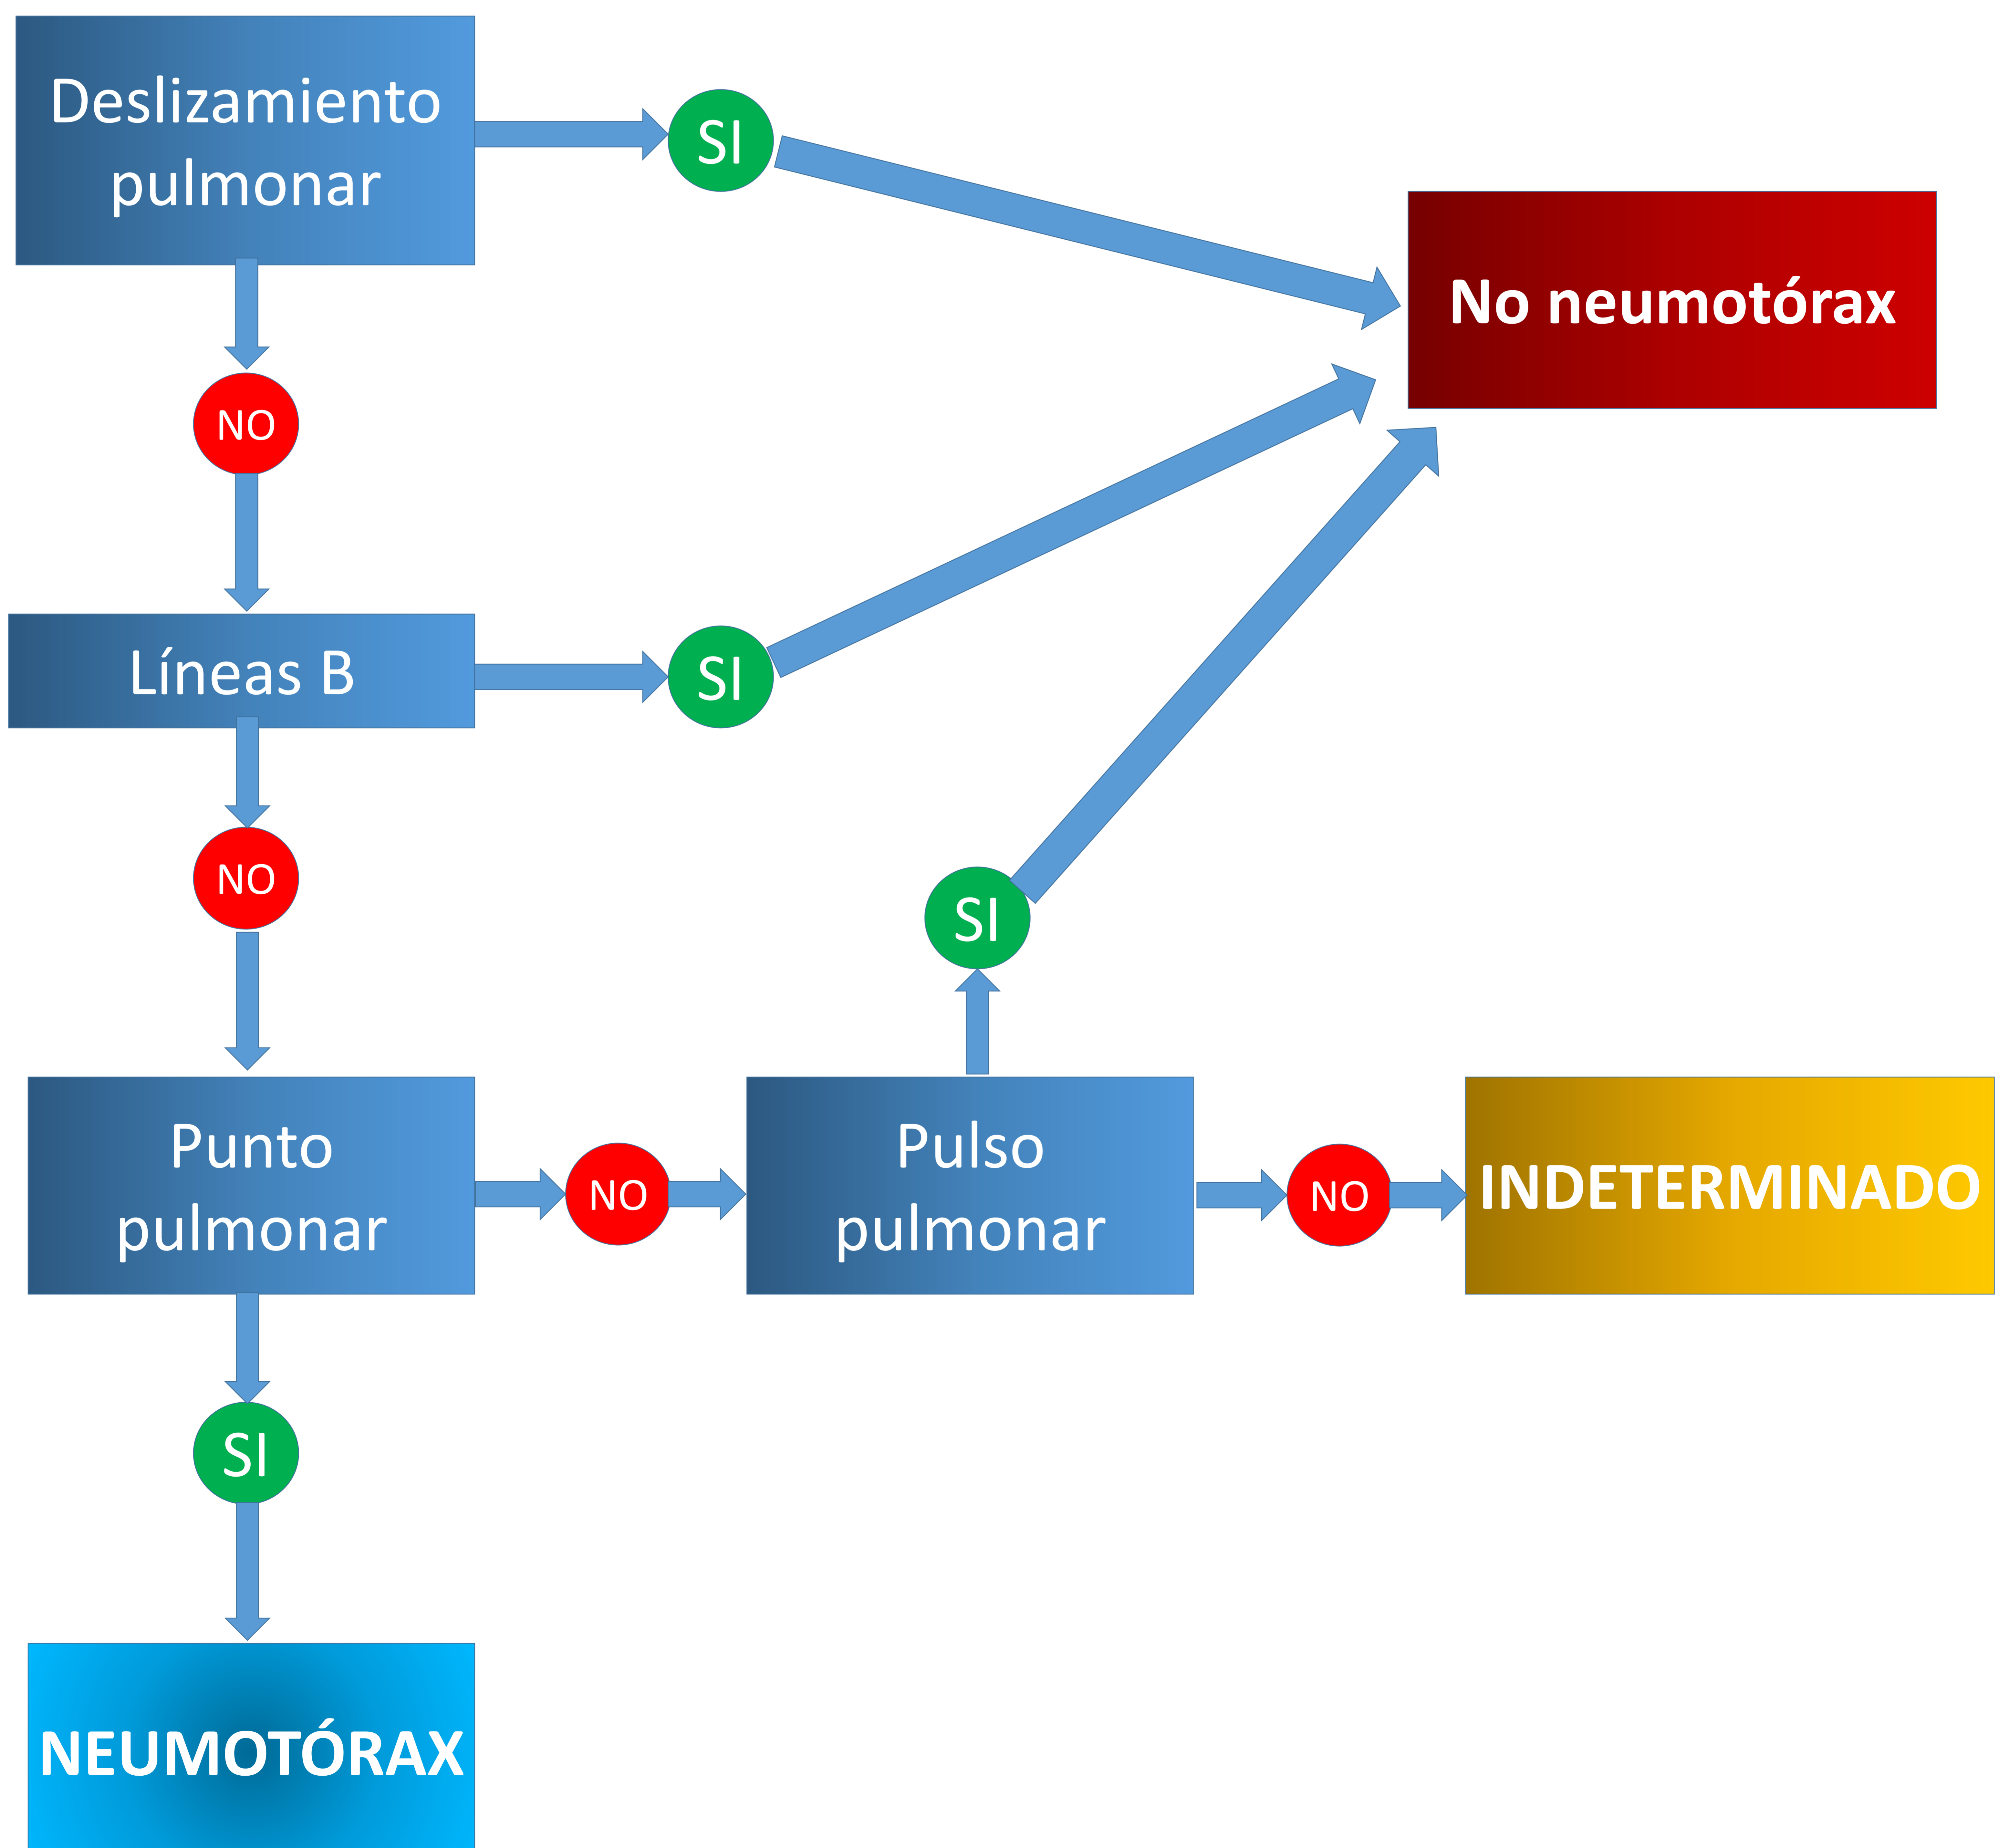 Deslizamiento
pulmonar
SI
No neumotórax
NO
Líneas B
SI
NO
SI
Punto
pulmonar
NO
Pulso
pulmonar
NO
INDETERMINADO
SI
NEUMOTÓRAX